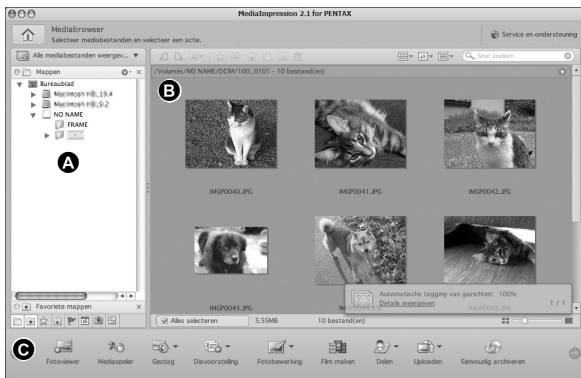 MediaImpression 2.1 for PENTAX
Mediabrowser
Selecteer mediabestanden en selecteer een actie.
Service en ondersteuning
Alle mediabestanden weergev...
Snel zoeken
Mappen
/Volumes/NO NAME/DCIM/100_0101 - 10 bestand(en)
Bureaublad
NO NAME
FRAME
DCIM
A
B
IMGP0040.JPG
IMGP0041.JPG
IMGP0042.JPG
IMGP0043.JPG
Automatische tagging van gezichten: 100%
Details weergeven
1 / 1
Favoriete mappen
Alles selecteren
5.55MB
10 bestand(en)
C
Fotoviewer
Mediaspeler
Geotag
Diavoorstelling
Fotobewerking
Film maken
Delen
Uploaden
Eenvoudig archiveren